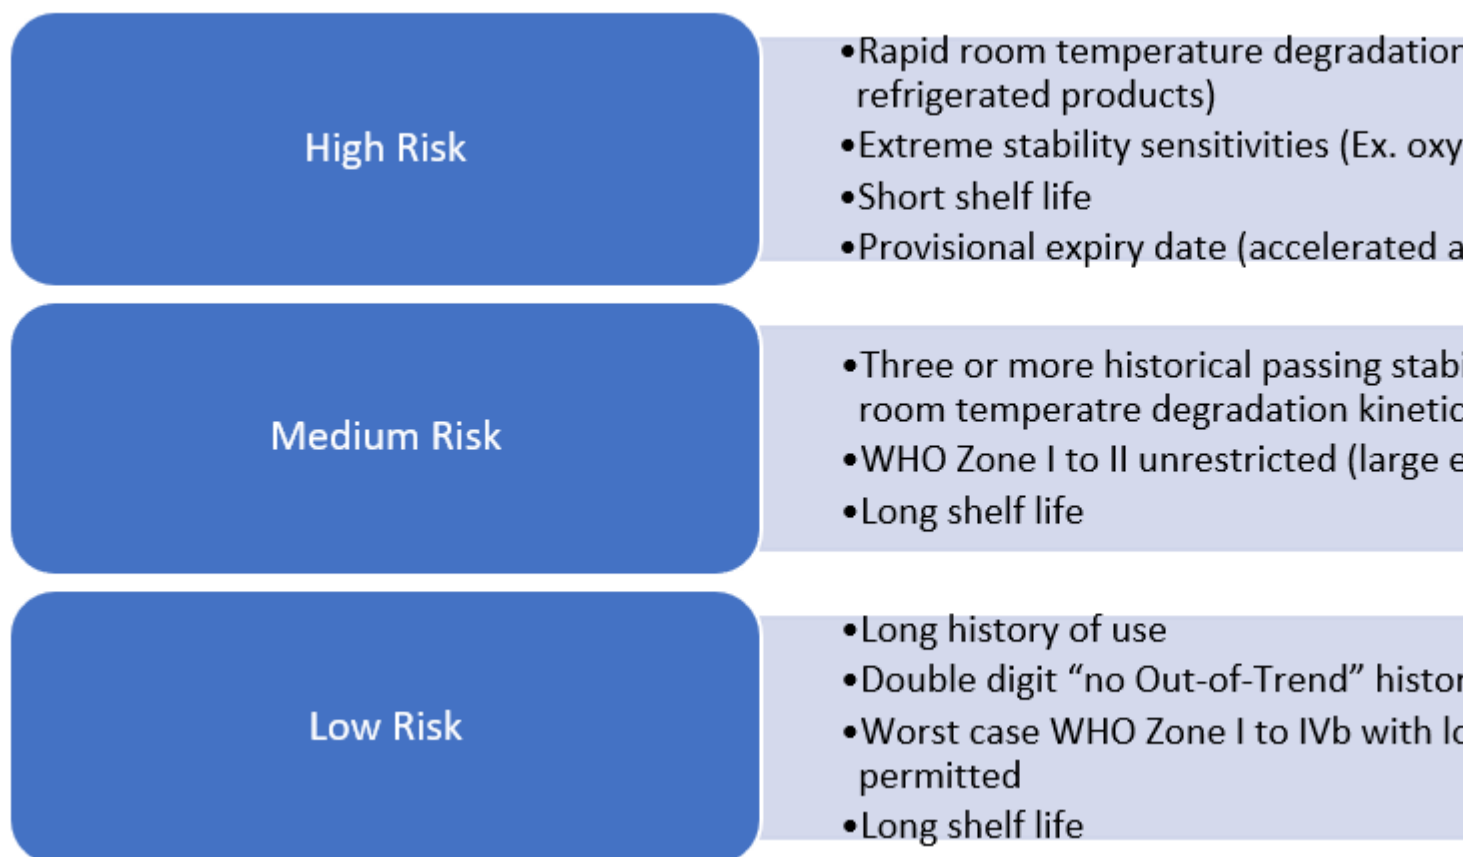 High Risk
•Rapid room temperature degradation
refrigerated products)
•Extreme stability sensitivities (Ex.
•Short shelf life
•Provisional expiry date (accelerated
Medium Risk
•Three or more historical passing
room temperatre degradation
•WHO Zone I to II unrestricted (large
•Long shelf life
Low Risk
•Long history of use
•Double digit “no Out-of-Trend”
•Worst case WHO Zone I to IVb with
permitted
•Long shelf life